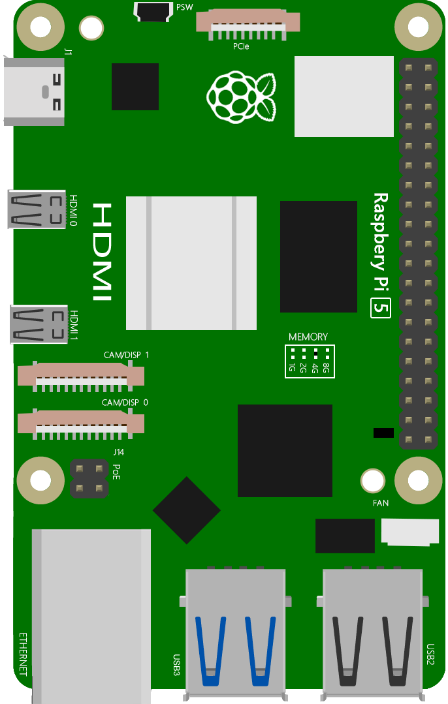 PSW
PCIe
J1
HDMI 0
HDMI
Raspbery Pi 5
HDMI 1
MEMORY
1G 2G 4G 8G
CAM/DISP 1
CAM/DISP 0
J14
PoE
FAN
ETHERNET
USB3
USB2